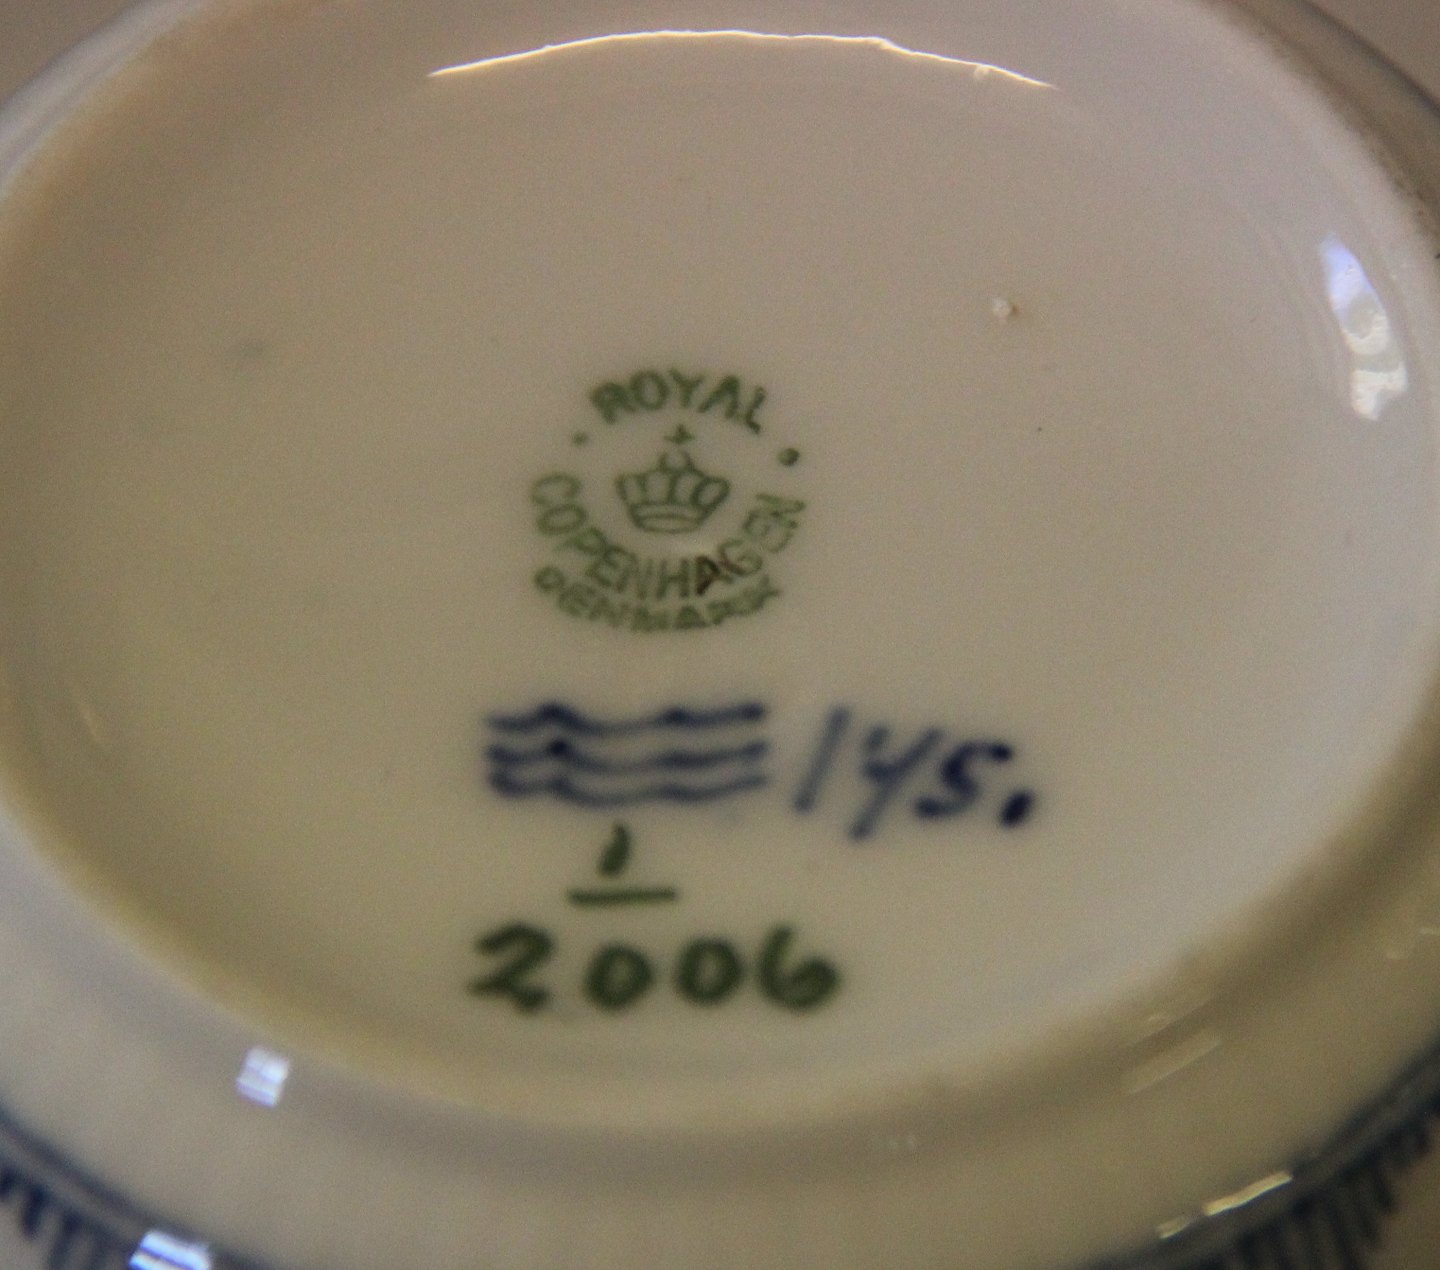 ROYAL
COPENHAGEN
DENMARK
145.
1
2006